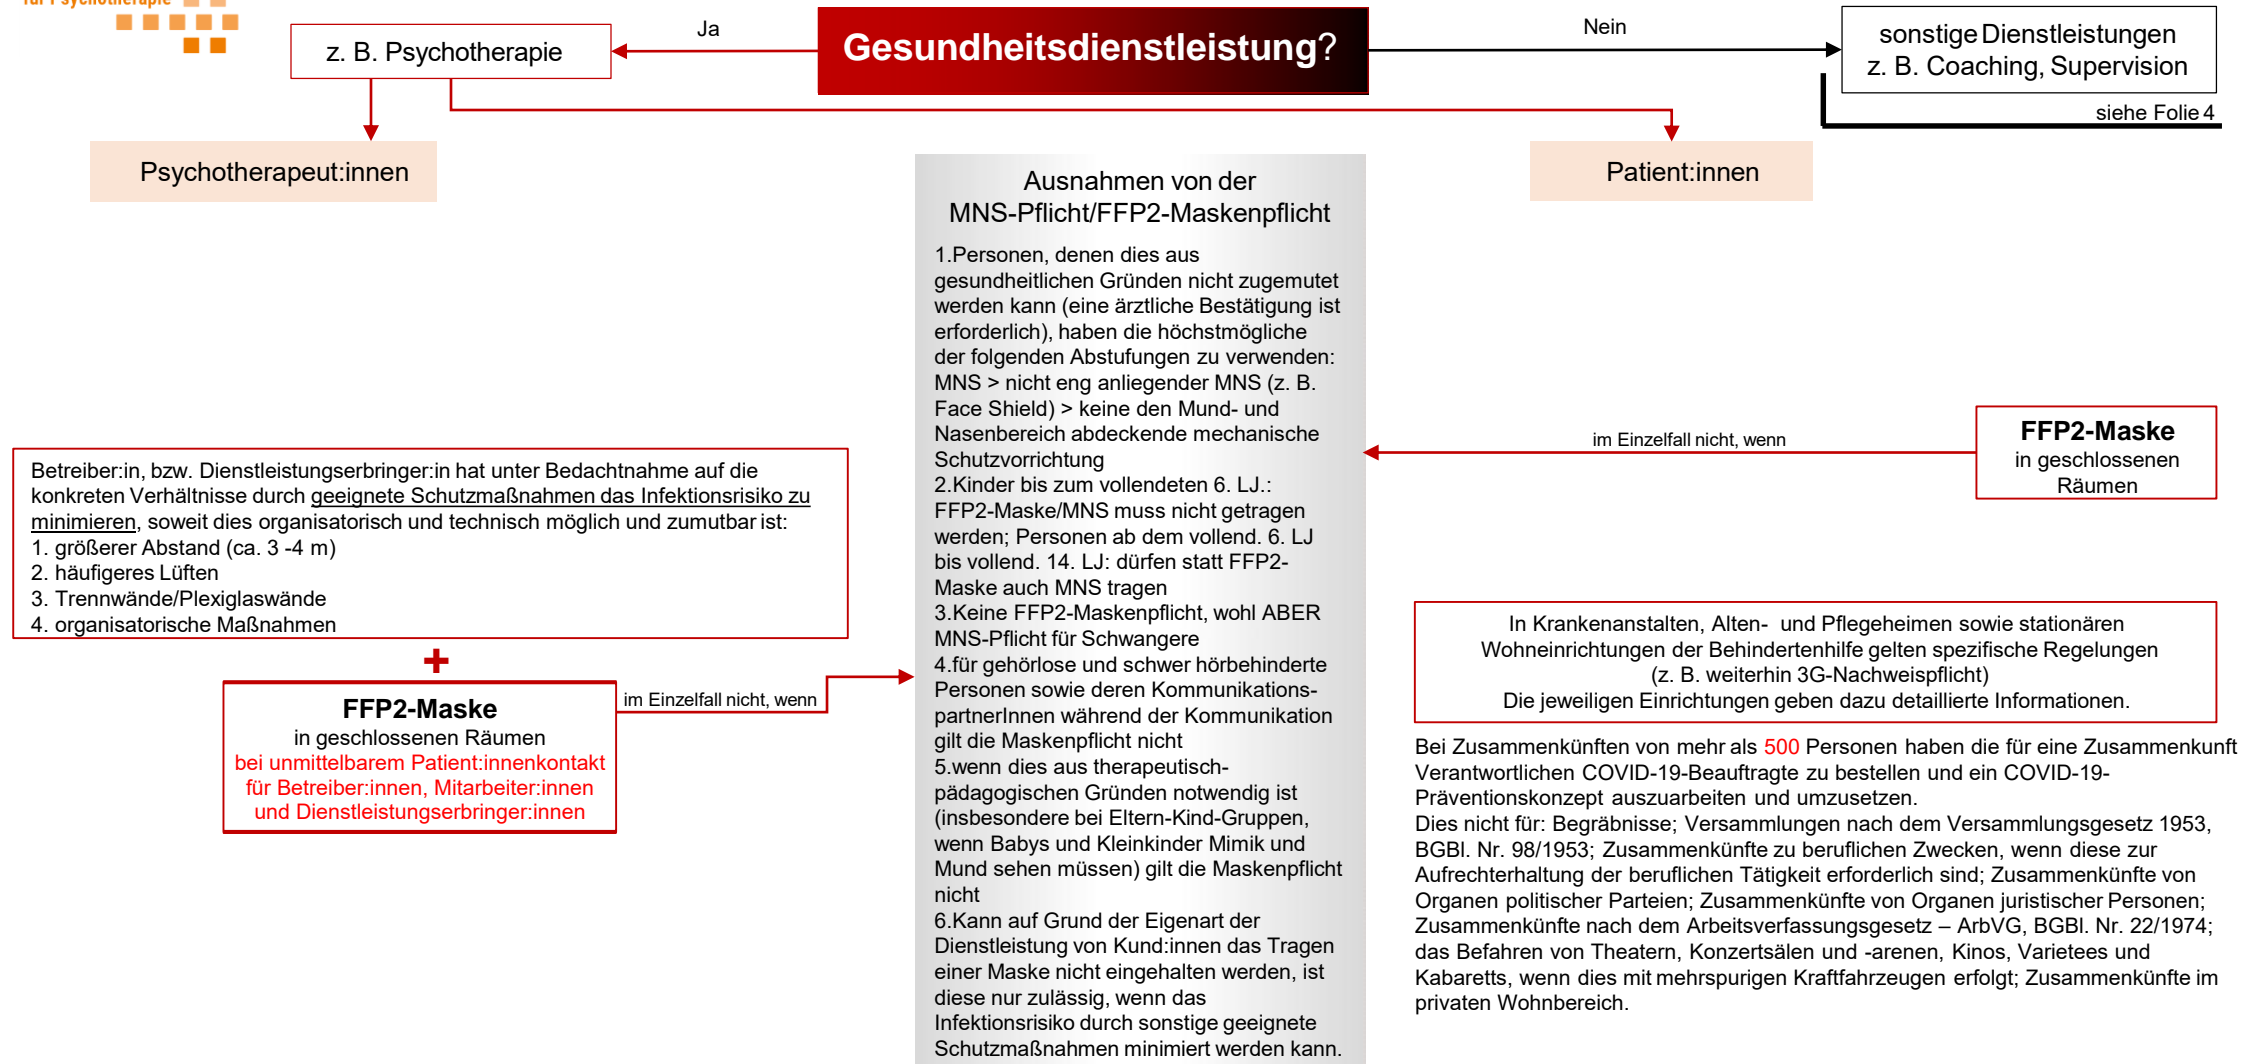 für Psychotherapie
z. B. Psychotherapie
Ja
Gesundheitsdienstleistung?
Nein
sonstige Dienstleistungen
z. B. Coaching, Supervision
siehe Folie 4
Psychotherapeut:innen
Patient:innen
Ausnahmen von der
MNS-Pflicht/FFP2-Maskenpflicht
1.Personen, denen dies aus
gesundheitlichen Gründen nicht zugemutet
werden kann (eine ärztliche Bestätigung ist
erforderlich), haben die höchstmögliche
der folgenden Abstufungen zu verwenden:
MNS > nicht eng anliegender MNS (z. B.
Face Shield) > keine den Mund- und
Nasenbereich abdeckende mechanische
Schutzvorrichtung
2.Kinder bis zum vollendeten 6. LJ.:
FFP2-Maske/MNS muss nicht getragen
werden; Personen ab dem vollend. 6. LJ
bis vollend. 14. LJ: dürfen statt FFP2-
Maske auch MNS tragen
3.Keine FFP2-Maskenpflicht, wohl ABER
MNS-Pflicht für Schwangere
4.für gehörlose und schwer hörbehinderte
Personen sowie deren Kommunikations-
partnerInnen während der Kommunikation
gilt die Maskenpflicht nicht
5.wenn dies aus therapeutisch-
pädagogischen Gründen notwendig ist
(insbesondere bei Eltern-Kind-Gruppen,
wenn Babys und Kleinkinder Mimik und
Mund sehen müssen) gilt die Maskenpflicht
nicht
6.Kann auf Grund der Eigenart der
Dienstleistung von Kund:innen das Tragen
einer Maske nicht eingehalten werden, ist
diese nur zulässig, wenn das
Infektionsrisiko durch sonstige geeignete
Schutzmaßnahmen minimiert werden kann.
Betreiber:in, bzw. Dienstleistungserbringer:in hat unter Bedachtnahme auf die
konkreten Verhältnisse durch geeignete Schutzmaßnahmen das Infektionsrisiko zu
minimieren, soweit dies organisatorisch und technisch möglich und zumutbar ist:
1. größerer Abstand (ca. 3 -4 m)
2. häufigeres Lüften
3. Trennwände/Plexiglaswände
4. organisatorische Maßnahmen
+
FFP2-Maske
in geschlossenen Räumen
bei unmittelbarem Patient:innenkontakt
für Betreiber:innen, Mitarbeiter:innen
und Dienstleistungserbringer:innen
im Einzelfall nicht, wenn
im Einzelfall nicht, wenn
FFP2-Maske
in geschlossenen
Räumen
In Krankenanstalten, Alten- und Pflegeheimen sowie stationären
Wohneinrichtungen der Behindertenhilfe gelten spezifische Regelungen
(z. B. weiterhin 3G-Nachweispflicht)
Die jeweiligen Einrichtungen geben dazu detaillierte Informationen.
Bei Zusammenkünften von mehr als 500 Personen haben die für eine Zusammenkunft
Verantwortlichen COVID-19-Beauftragte zu bestellen und ein COVID-19-
Präventionskonzept auszuarbeiten und umzusetzen.
Dies nicht für: Begräbnisse; Versammlungen nach dem Versammlungsgesetz 1953,
BGBl. Nr. 98/1953; Zusammenkünfte zu beruflichen Zwecken, wenn diese zur
Aufrechterhaltung der beruflichen Tätigkeit erforderlich sind; Zusammenkünfte von
Organen politischer Parteien; Zusammenkünfte von Organen juristischer Personen;
Zusammenkünfte nach dem Arbeitsverfassungsgesetz – ArbVG, BGBl. Nr. 22/1974;
das Befahren von Theatern, Konzertsälen und -arenen, Kinos, Varietees und
Kabaretts, wenn dies mit mehrspurigen Kraftfahrzeugen erfolgt; Zusammenkünfte im
privaten Wohnbereich.